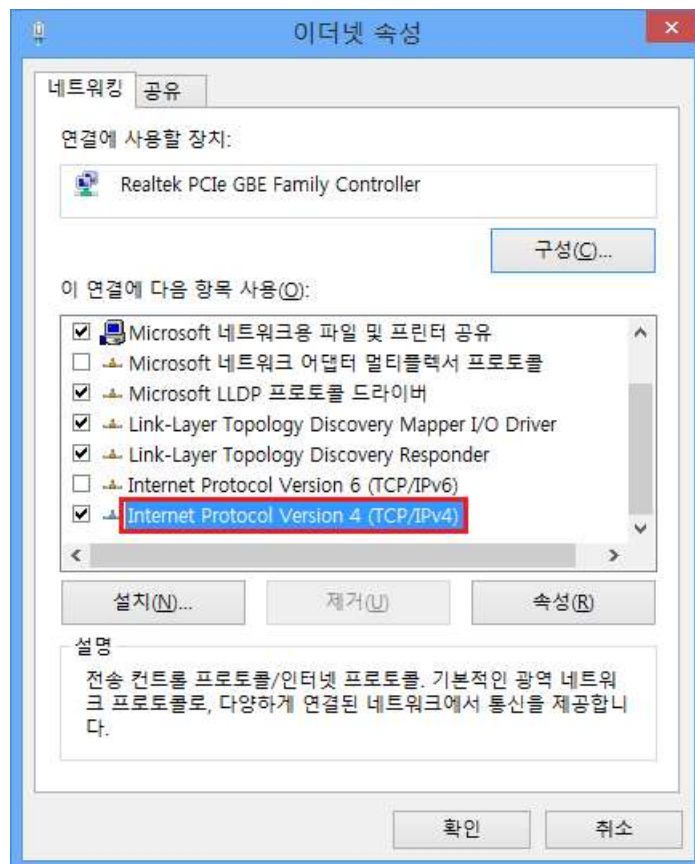 이더넷 속성
네트워킹 공유
연결에 사용할 장치:
Realtek PCIe GBE Family Controller
구성(C)...
이 연결에 다음 항목 사용(O):
Microsoft 네트워크용 파일 및 프린터 공유
Microsoft 네트워크 어댑터 멀티플렉서 프로토콜
Microsoft LLDP 프로토콜 드라이버
Link-Layer Topology Discovery Mapper I/O Driver
Link-Layer Topology Discovery Responder
Internet Protocol Version 6 (TCP/IPv6)
Internet Protocol Version 4 (TCP/IPv4)
설치(N)... 제거(U) 속성(R)
설명
전송 컨트롤 프로토콜/인터넷 프로토콜. 기본적인 광역 네트워
크 프로토콜로, 다양하게 연결된 네트워크에서 통신을 제공합니
다.
확인 취소